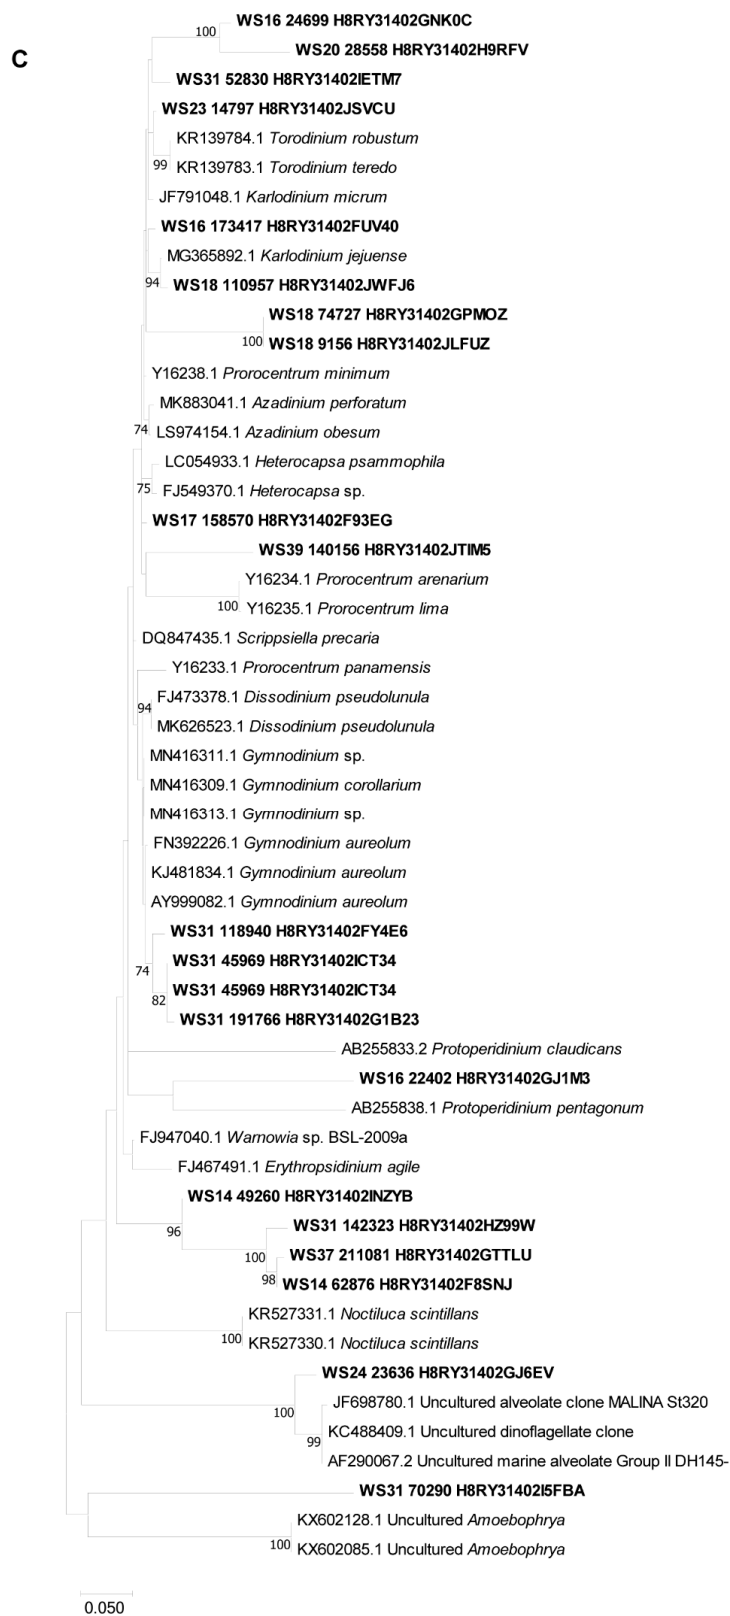 C
WS16 24699 H8RY31402GNK0C
100
WS20 28558 H8RY31402H9RFV
WS31 52830 H8RY31402IETM7
WS23 14797 H8RY31402JSVCU
KR139784.1 Torodinium robustum
99
KR139783.1 Torodinium teredo
JF791048.1 Karlodinium micrum
WS16 173417 H8RY31402FUV40
MG365892.1 Karlodinium jejuense
94
WS18 110957 H8RY31402JWFJ6
WS18 74727 H8RY31402GPMOZ
100
WS18 9156 H8RY31402JLFUZ
Y16238.1 Prorocentrum minimum
MK883041.1 Azadinium perforatum
74
LS974154.1 Azadinium obesum
LC054933.1 Heterocapsa psammophila
75
FJ549370.1 Heterocapsa sp.
WS17 158570 H8RY31402F93EG
WS39 140156 H8RY31402JTIM5
Y16234.1 Prorocentrum arenarium
100
Y16235.1 Prorocentrum lima
DQ847435.1 Scrippsiella precaria
Y16233.1 Prorocentrum panamensis
FJ473378.1 Dissodinium pseudolunula
94
MK626523.1 Dissodinium pseudolunula
MN416311.1 Gymnodinium sp.
MN416309.1 Gymnodinium corollarium
MN416313.1 Gymnodinium sp.
FN392226.1 Gymnodinium aureolum
KJ481834.1 Gymnodinium aureolum
AY999082.1 Gymnodinium aureolum
WS31 118940 H8RY31402FY4E6
74
WS31 45969 H8RY31402ICT34
WS31 45969 H8RY31402ICT34
82
WS31 191766 H8RY31402G1B23
AB255833.2 Protoperidinium claudicans
WS16 22402 H8RY31402GJ1M3
AB255838.1 Protoperidinium pentagonum
FJ947040.1 Warnowia sp. BSL-2009a
FJ467491.1 Erythropsidinium agile
WS14 49260 H8RY31402INZYB
96
WS31 142323 H8RY31402HZ99W
100
WS37 211081 H8RY31402GTTLU
98
WS14 62876 H8RY31402F8SNJ
KR527331.1 Noctiluca scintillans
100
KR527330.1 Noctiluca scintillans
WS24 23636 H8RY31402GJ6EV
100
JF698780.1 Uncultured alveolate clone MALINA St320
KC488409.1 Uncultured dinoflagellate clone
99
AF290067.2 Uncultured marine alveolate Group II DH145-
WS31 70290 H8RY31402I5FBA
KX602128.1 Uncultured Amoebophrya
100
KX602085.1 Uncultured Amoebophrya
0.050